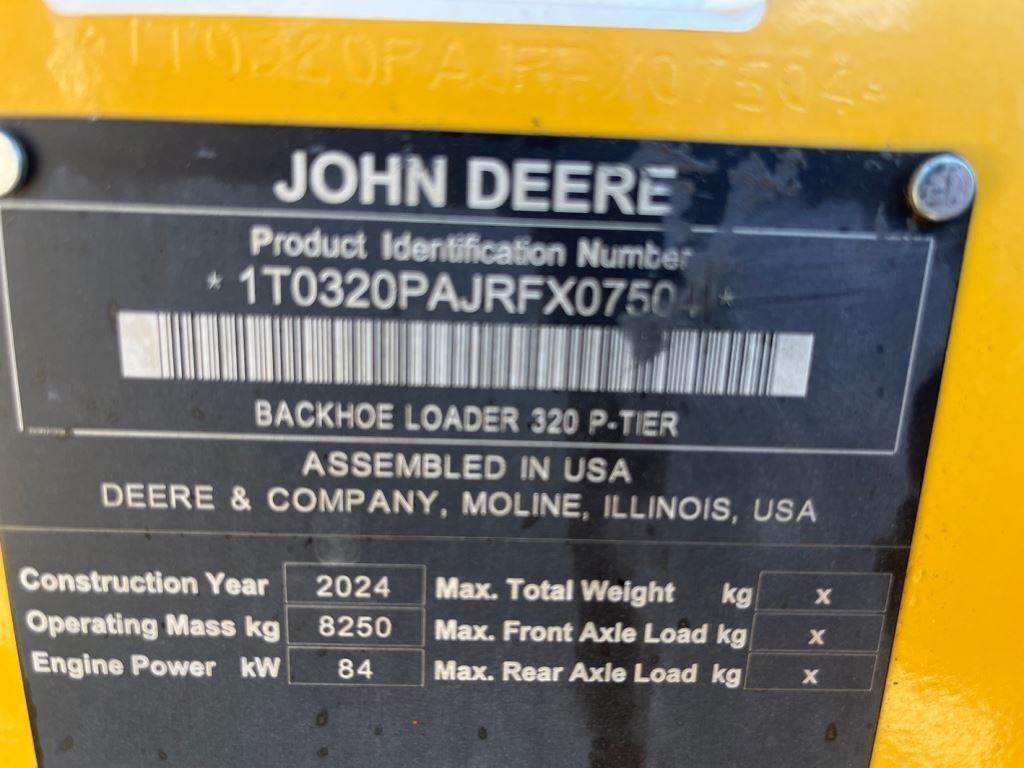 *1T0320PAJRFX07504*
JOHN DEERE
Product Identification Number
* 1T0320PAJRFX07504 *
BACKHOE LOADER 320 P-TIER
ASSEMBLED IN USA
DEERE & COMPANY, MOLINE, ILLINOIS, USA
Construction Year 2024 Max. Total Weight kg x
Operating Mass kg 8250 Max. Front Axle Load kg x
Engine Power kW 84 Max. Rear Axle Load kg x